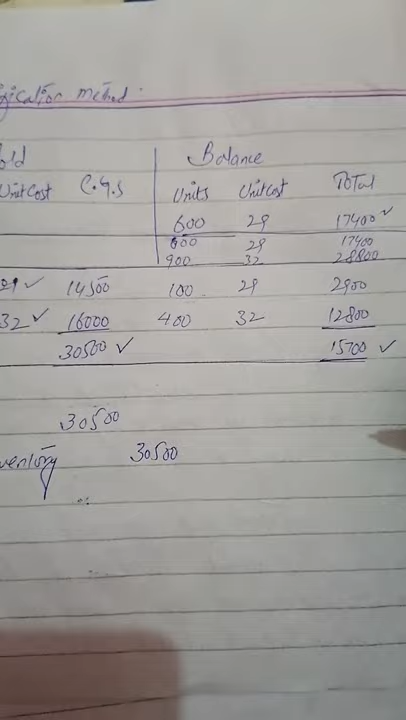 ification method.
old Balance
Unit Cost C.G.S Units Unit Cost Total
600 29 17400 ✓
600 29 17400
900 32 28800
29 ✓ 14500 100 29 2900
32 ✓ 16000 400 32 12800
30500 ✓ 15700 ✓
30500
ventory 30500